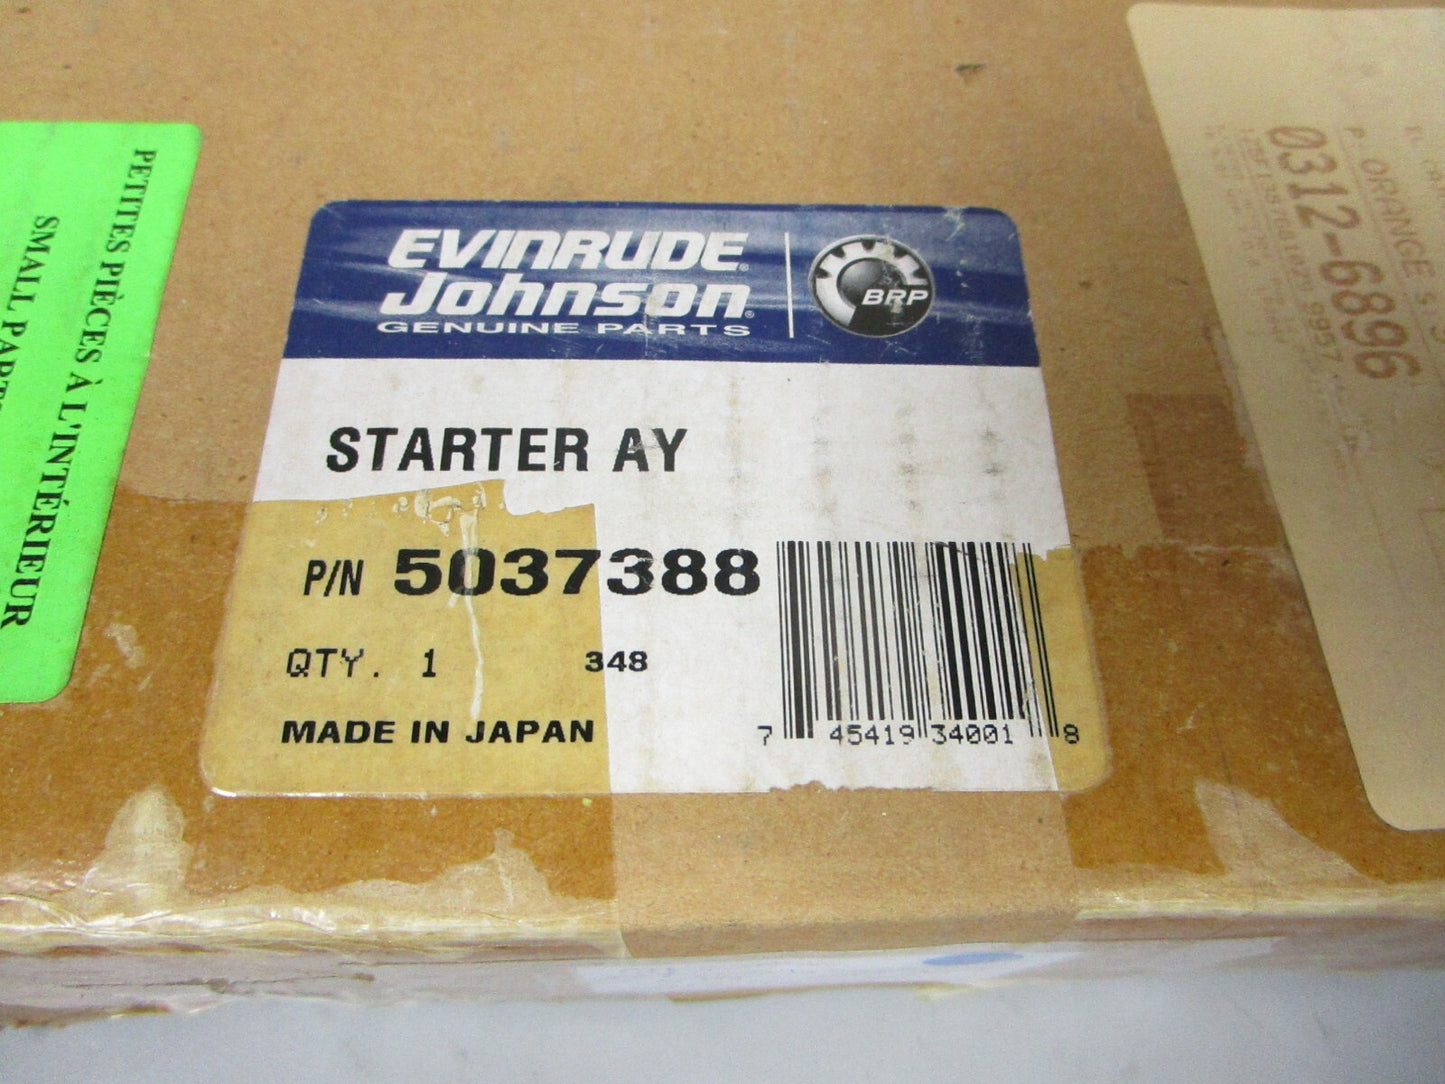 PETITES PIÈCES À L'INTÉRIEUR
SMALL PARTS
EVINRUDE®
Johnson®
GENUINE PARTS
BRP
STARTER AY
P/N 5037388
QTY. 1 348
MADE IN JAPAN
7 45419 34001 8
ORANGE
0312-6896
9957